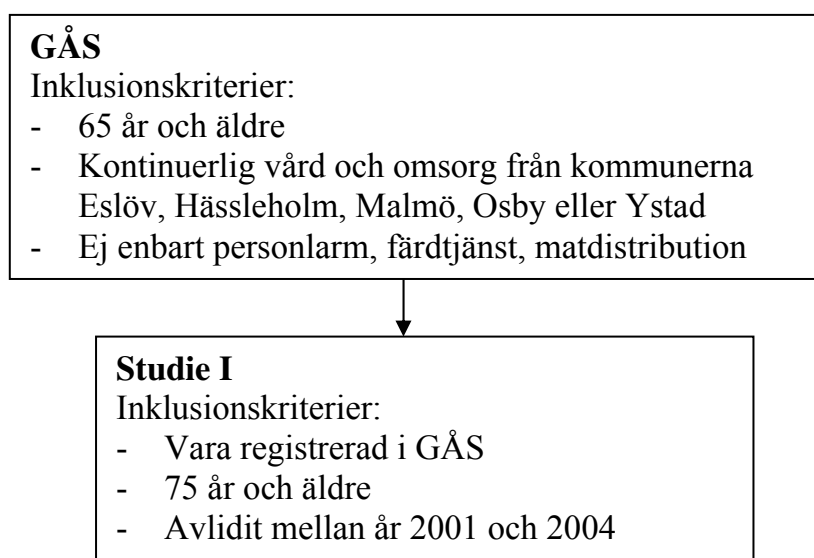 GÅS
Inklusionskriterier:
- 65 år och äldre
- Kontinuerlig vård och omsorg från kommunerna
Eslöv, Hässleholm, Malmö, Osby eller Ystad
- Ej enbart personlarm, färdtjänst, matdistribution
Studie I
Inklusionskriterier:
- Vara registrerad i GÅS
- 75 år och äldre
- Avlidit mellan år 2001 och 2004